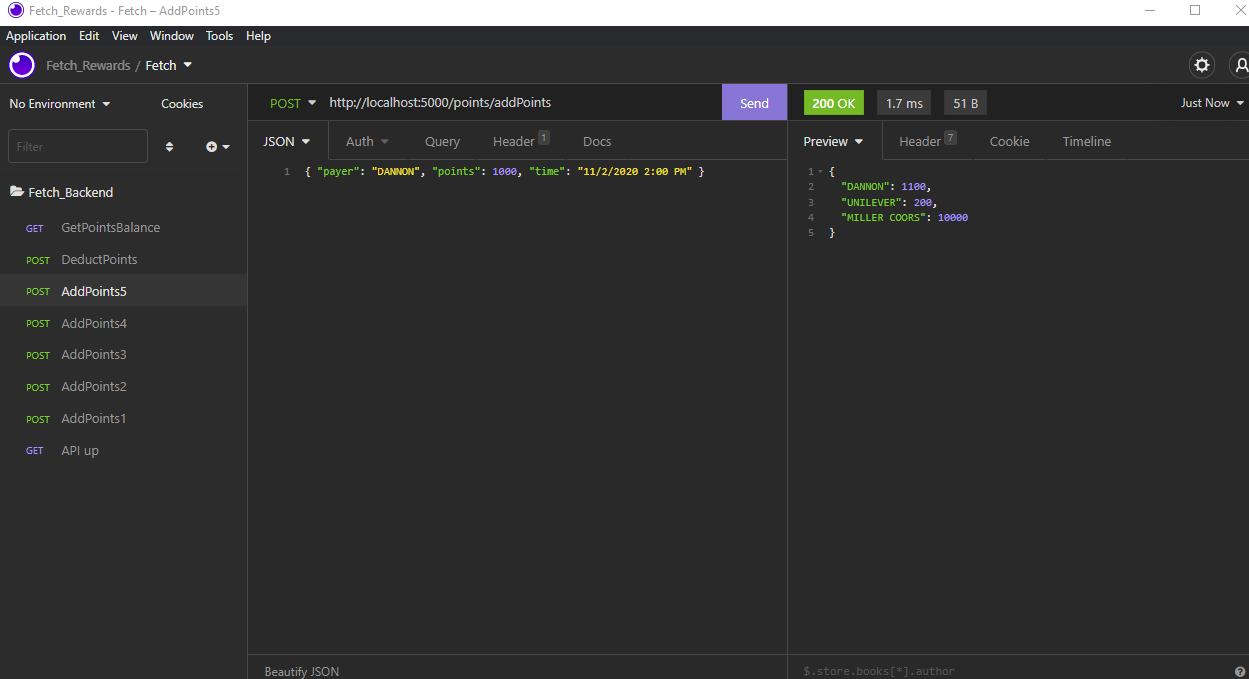 Fetch_Rewards - Fetch – AddPoints5
Application Edit View Window Tools Help
Fetch_Rewards / Fetch
No Environment Cookies
Filter
Fetch_Backend
GET GetPointsBalance
POST DeductPoints
POST AddPoints5
POST AddPoints4
POST AddPoints3
POST AddPoints2
POST AddPoints1
GET API up
POST http://localhost:5000/points/addPoints Send
JSON Auth Query Header 1 Docs
1 { "payer": "DANNON", "points": 1000, "time": "11/2/2020 2:00 PM" }
Beautify JSON
200 OK 1.7 ms 51 B Just Now
Preview Header 7 Cookie Timeline
1 {
2 "DANNON": 1100,
3 "UNILEVER": 200,
4 "MILLER COORS": 10000
5 }
$.store.books[*].author